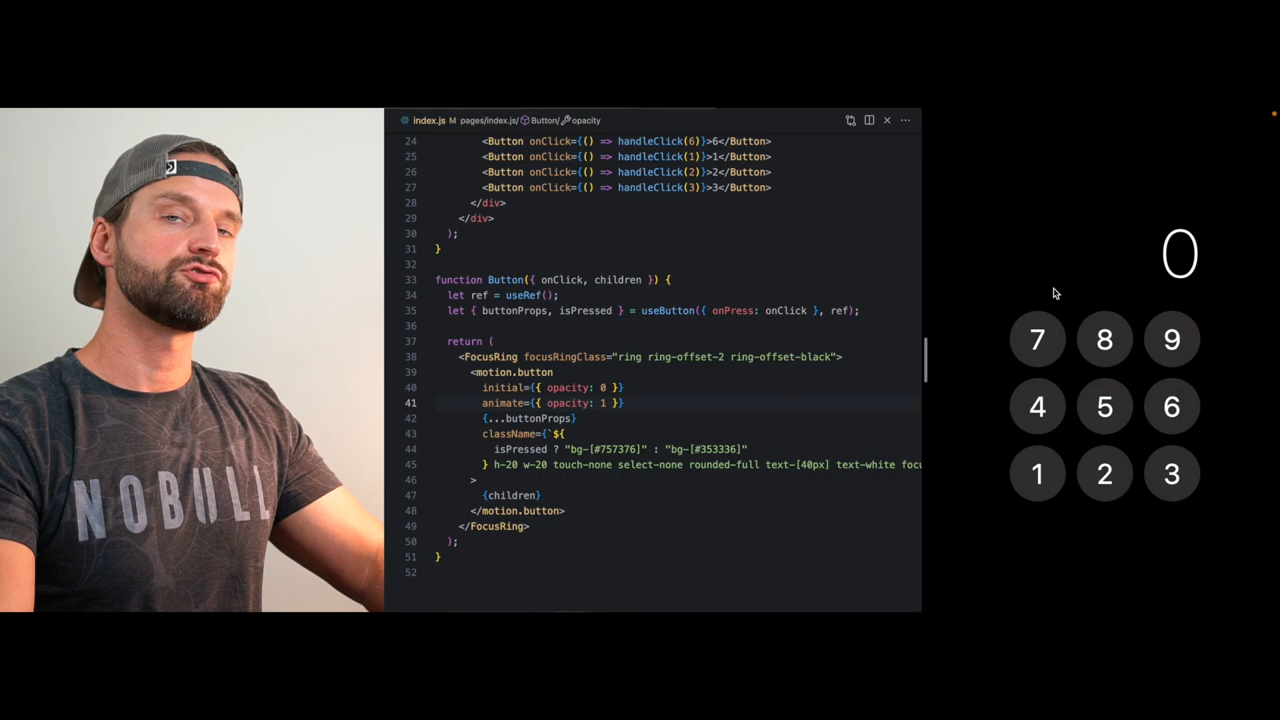 NOBULL
index.js M pages/index.js/ Button/ opacity
24 <Button onClick={() => handleClick(6)}>6</Button>
25 <Button onClick={() => handleClick(1)}>1</Button>
26 <Button onClick={() => handleClick(2)}>2</Button>
27 <Button onClick={() => handleClick(3)}>3</Button>
28 </div>
29 </div>
30 );
31 }
32
33 function Button({ onClick, children }) {
34 let ref = useRef();
35 let { buttonProps, isPressed } = useButton({ onPress: onClick }, ref);
36
37 return (
38 <FocusRing focusRingClass="ring ring-offset-2 ring-offset-black">
39 <motion.button
40 initial={{ opacity: 0 }}
41 animate={{ opacity: 1 }}
42 {...buttonProps}
43 className={`${
44 isPressed ? "bg-[#757376]" : "bg-[#353336]"
45 } h-20 w-20 touch-none select-none rounded-full text-[40px] text-white focu
46 >
47 {children}
48 </motion.button>
49 </FocusRing>
50 );
51 }
52
0
7 8 9
4 5 6
1 2 3